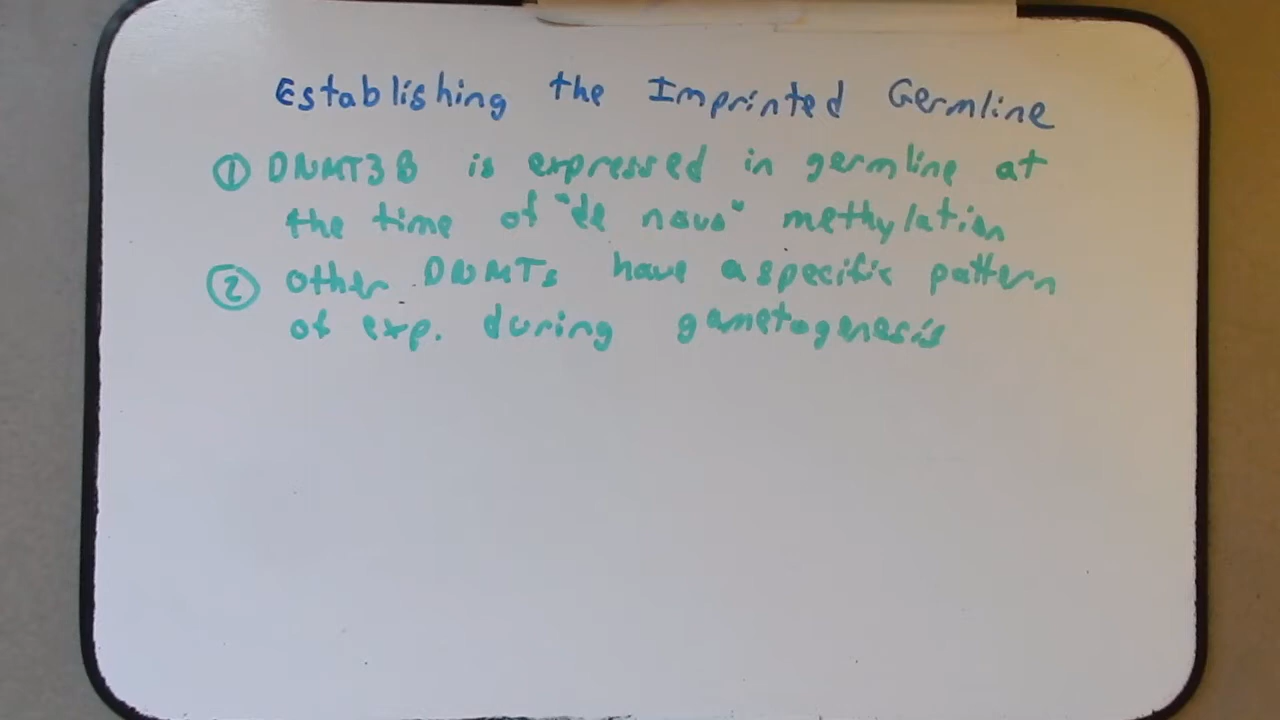 Establishing the Imprinted Germline
① DNMT3B is expressed in germline at
the time of "de novo" methylation
② other DNMTs have a specific pattern
of exp. during gametogenesis